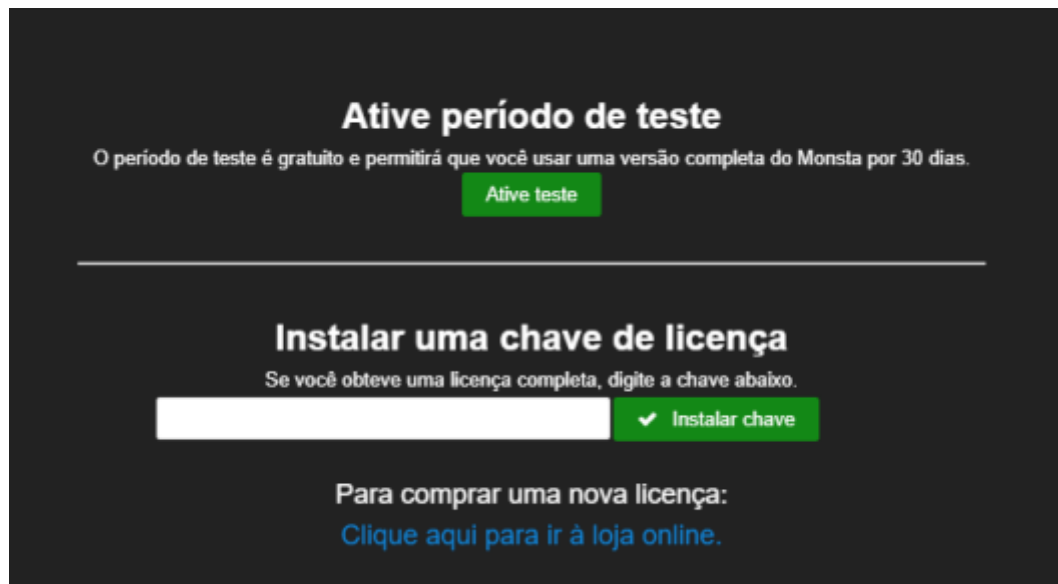 Ative período de teste
O período de teste é gratuito e permitirá que você usar uma versão completa do Monsta por 30 dias.
Ative teste
Instalar uma chave de licença
Se você obteve uma licença completa, digite a chave abaixo.
Instalar chave
Para comprar uma nova licença:
Clique aqui para ir à loja online.